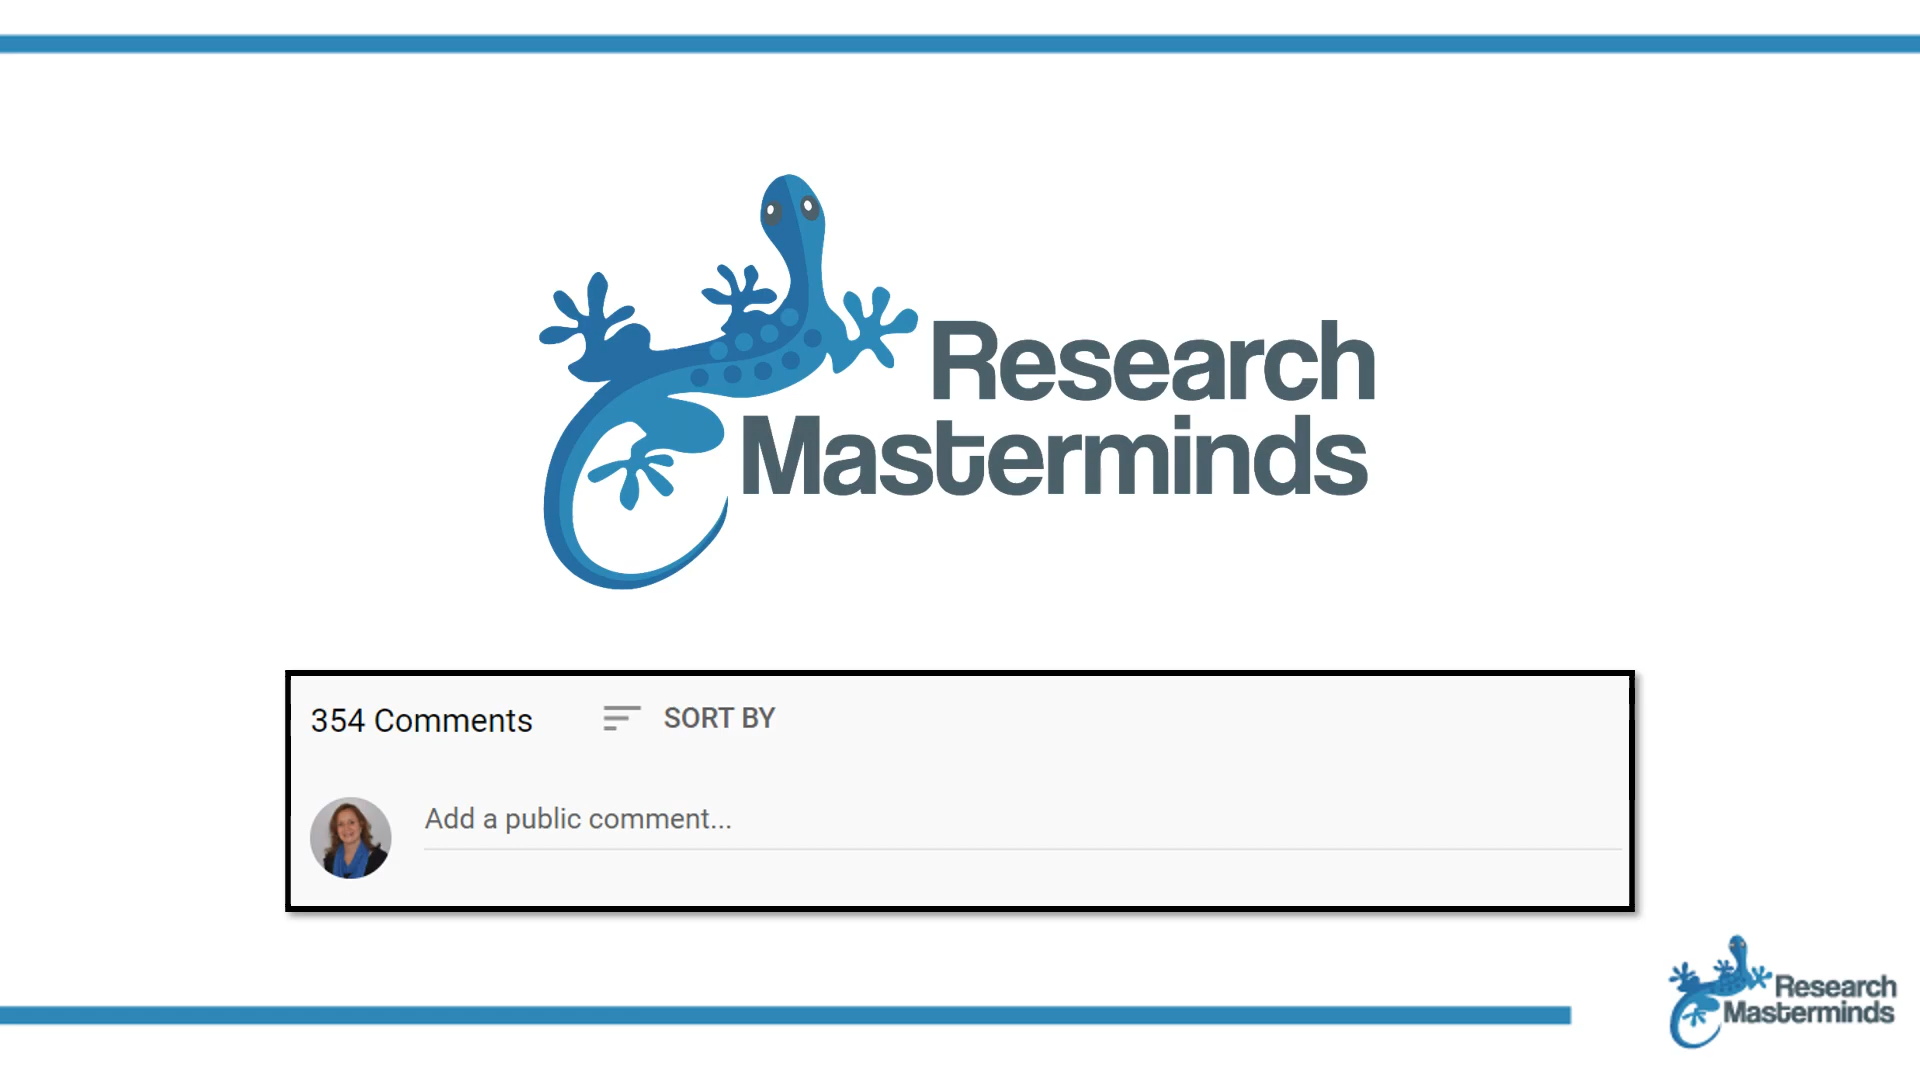 Research
Masterminds
354 Comments
SORT BY
Add a public comment...
Research
Masterminds